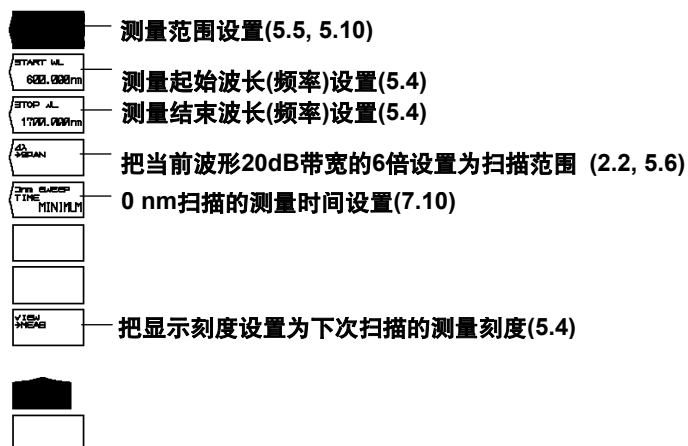 测量范围设置(5.5, 5.10)
START WL
600.000nm
测量起始波长(频率)设置(5.4)
STOP WL
1700.000nm
测量结束波长(频率)设置(5.4)
Δλ
→SPAN
把当前波形20dB带宽的6倍设置为扫描范围 (2.2, 5.6)
0nm SWEEP
TIME
MINIMUM
0 nm扫描的测量时间设置(7.10)
VIEW
→MEAS
把显示刻度设置为下次扫描的测量刻度(5.4)